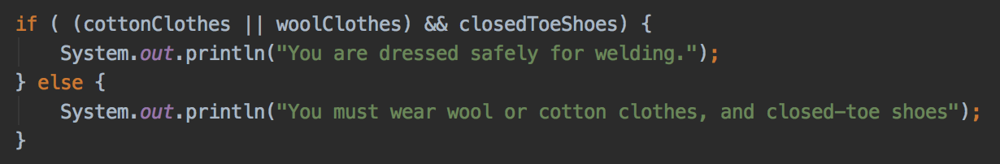 if ( (cottonClothes || woolClothes) && closedToeShoes) {
    System.out.println("You are dressed safely for welding.");
} else {
    System.out.println("You must wear wool or cotton clothes, and closed-toe shoes");
}